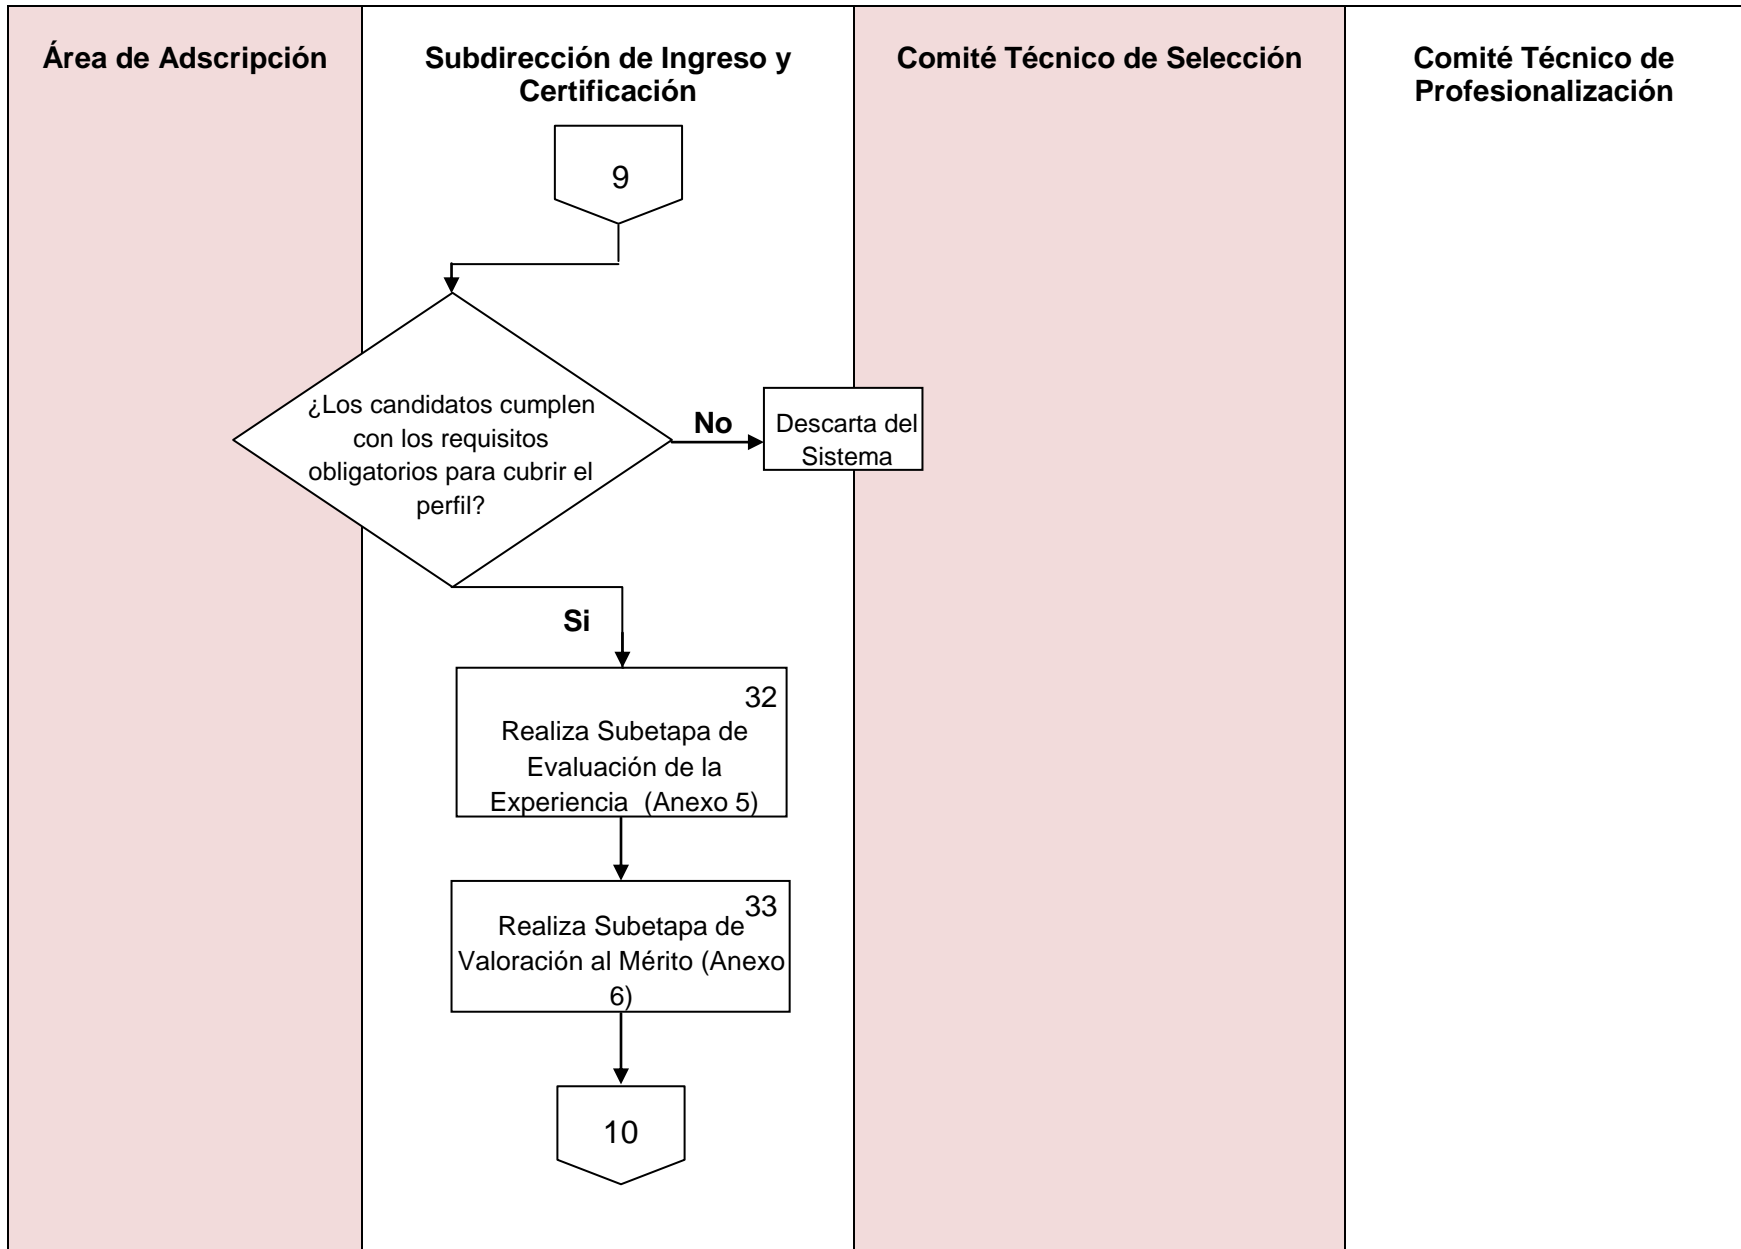 Área de Adscripción
Subdirección de Ingreso y
Certificación
Comité Técnico de Selección
Comité Técnico de
Profesionalización
9
¿Los candidatos cumplen
con los requisitos
obligatorios para cubrir el
perfil?
No
Descarta del
Sistema
Si
32
Realiza Subetapa de
Evaluación de la
Experiencia (Anexo 5)
33
Realiza Subetapa de
Valoración al Mérito (Anexo
6)
10